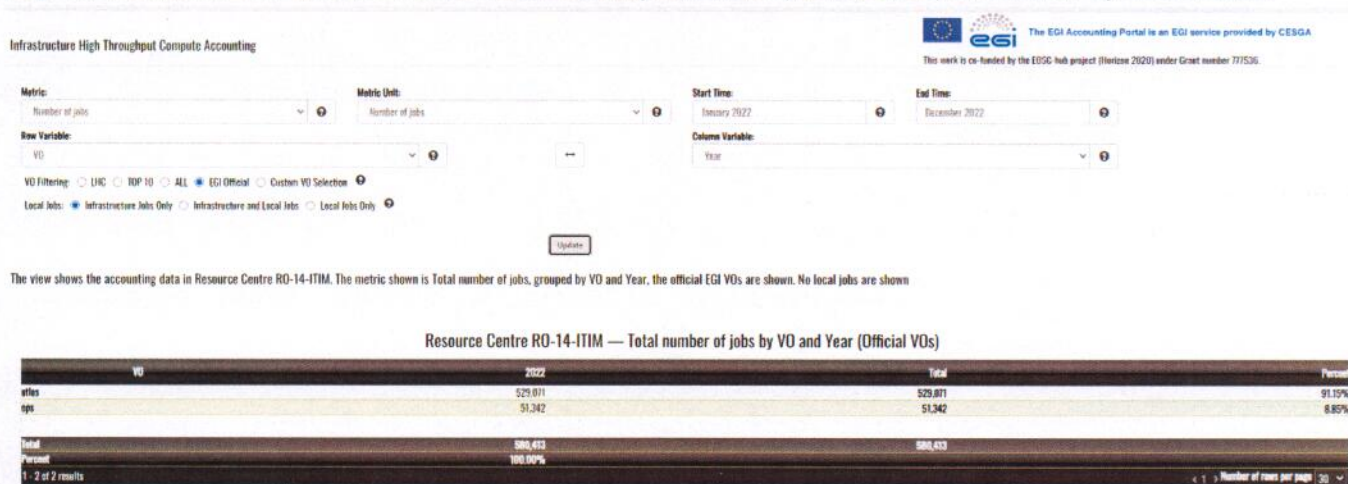 Infrastructure High Throughput Compute Accounting
egi The EGI Accounting Portal is an EGI service provided by CESGA
This work is co-funded by the EOSC-hub project (Horizon 2020) under Grant number 777536.
Metric: Metric Unit: Start Time: End Time:
Number of jobs Number of jobs January 2022 December 2022
Row Variable: Column Variable:
VO Year
VO Filtering: LHC TOP 10 ALL EGI Official Custom VO Selection
Local Jobs: Infrastructure Jobs Only Infrastructure and Local Jobs Local Jobs Only
Update
The view shows the accounting data in Resource Centre RO-14-ITIM. The metric shown is Total number of jobs, grouped by VO and Year, the official EGI VOs are shown. No local jobs are shown
Resource Centre RO-14-ITIM — Total number of jobs by VO and Year (Official VOs)
VO 2022 Total Percent
atlas 529,071 529,071 91.15%
ops 51,342 51,342 8.85%
Total 580,413 580,413
Percent 100.00%
1 - 2 of 2 results ‹ 1 › Number of rows per page 30